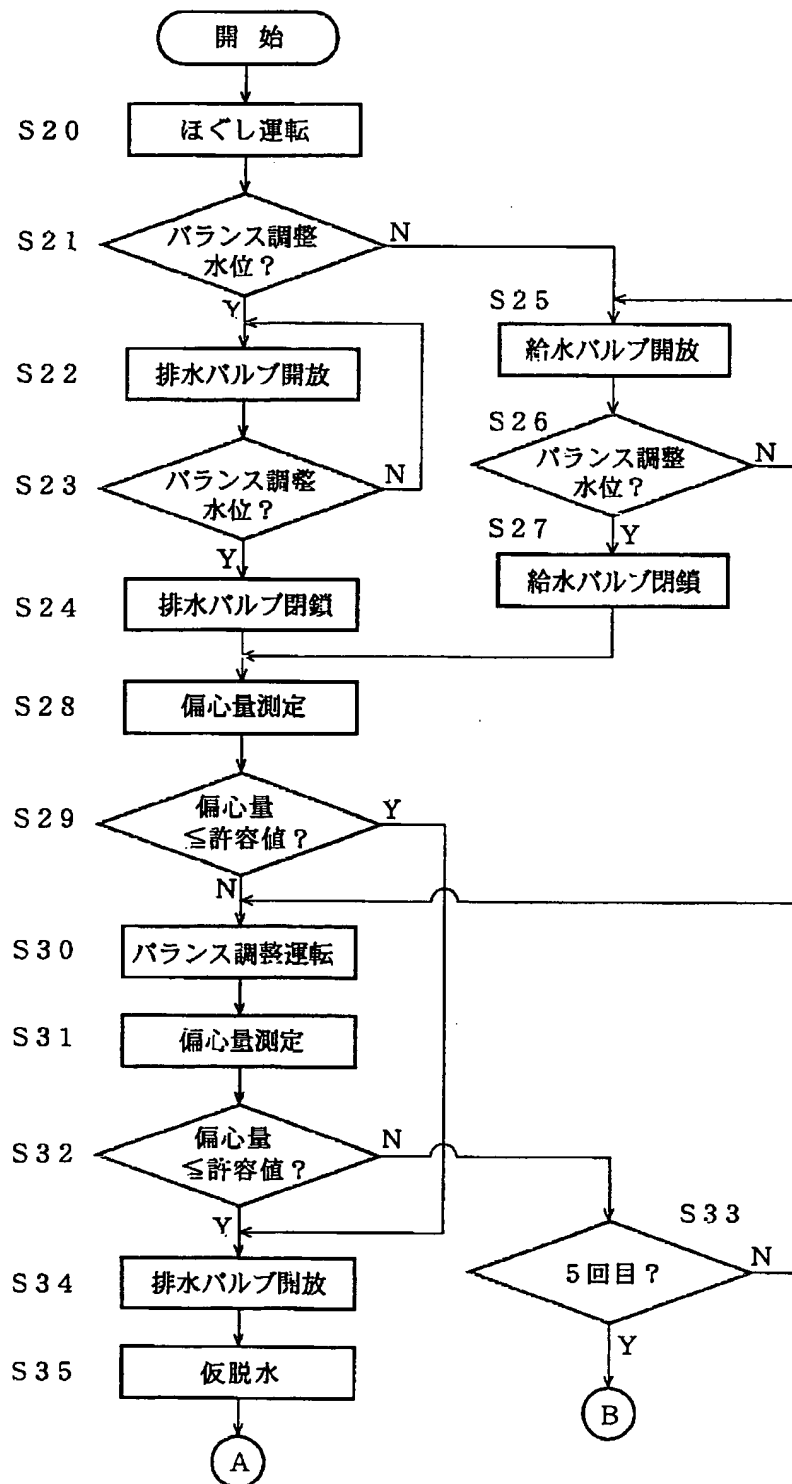 開始
S20
ほぐし運転
S21
バランス調整
水位?
N
Y
S22
排水バルブ開放
S23
バランス調整
水位?
N
Y
S24
排水バルブ閉鎖
S25
給水バルブ開放
S26
バランス調整
水位?
N
Y
S27
給水バルブ閉鎖
S28
偏心量測定
S29
偏心量
≦許容値?
Y
N
S30
バランス調整運転
S31
偏心量測定
S32
偏心量
≦許容値?
N
Y
S33
5回目?
N
Y
B
S34
排水バルブ開放
S35
仮脱水
A